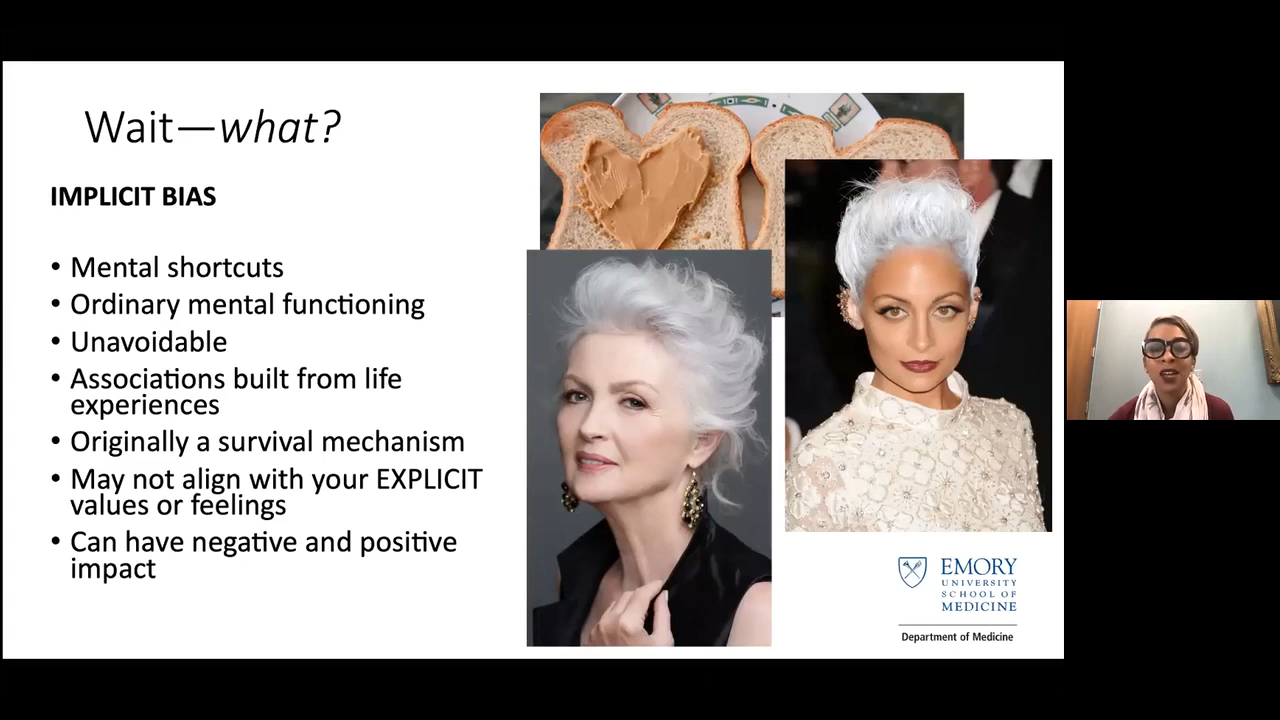 Wait—what?
IMPLICIT BIAS
• Mental shortcuts
• Ordinary mental functioning
• Unavoidable
• Associations built from life
experiences
• Originally a survival mechanism
• May not align with your EXPLICIT
values or feelings
• Can have negative and positive
impact
EMORY
UNIVERSITY
SCHOOL OF
MEDICINE
Department of Medicine